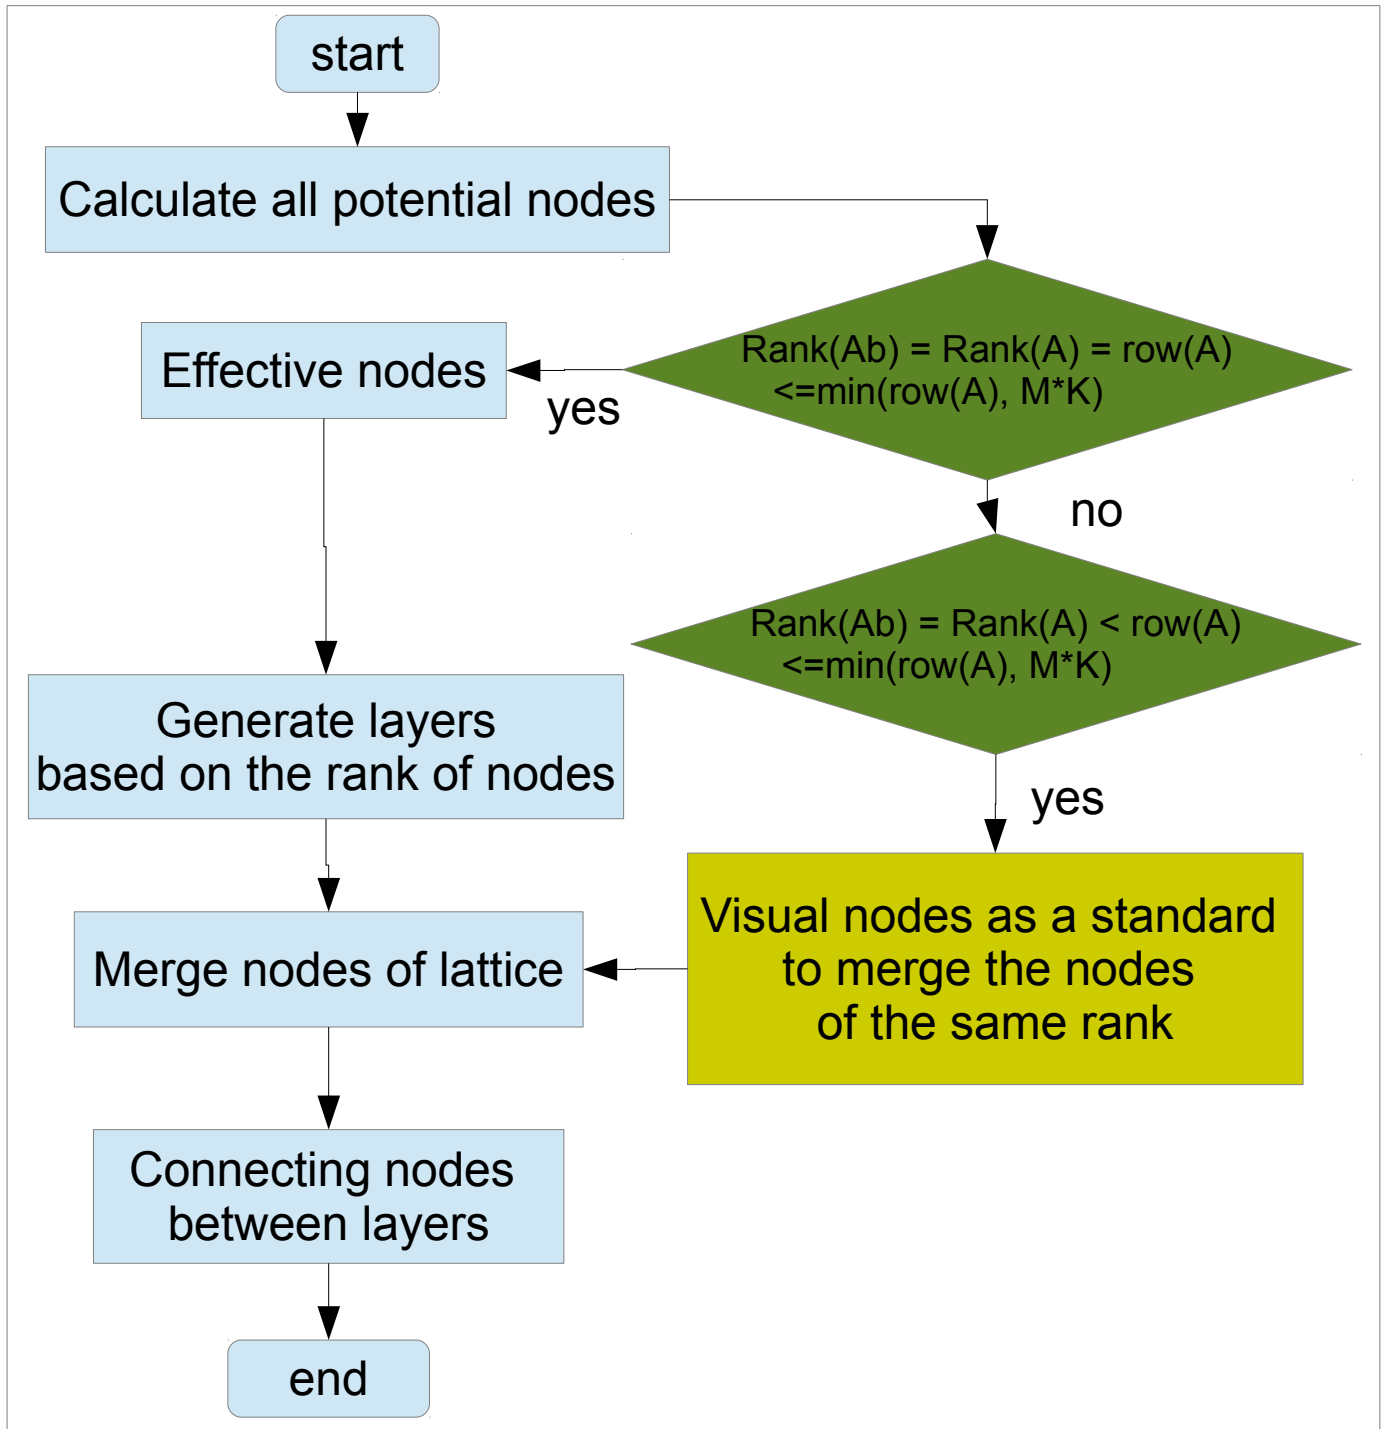 start
Calculate all potential nodes
Rank(Ab) = Rank(A) = row(A)
<=min(row(A), M*K)
Effective nodes
yes
no
Rank(Ab) = Rank(A) < row(A)
<=min(row(A), M*K)
Generate layers
based on the rank of nodes
yes
Visual nodes as a standard
to merge the nodes
of the same rank
Merge nodes of lattice
Connecting nodes
between layers
end